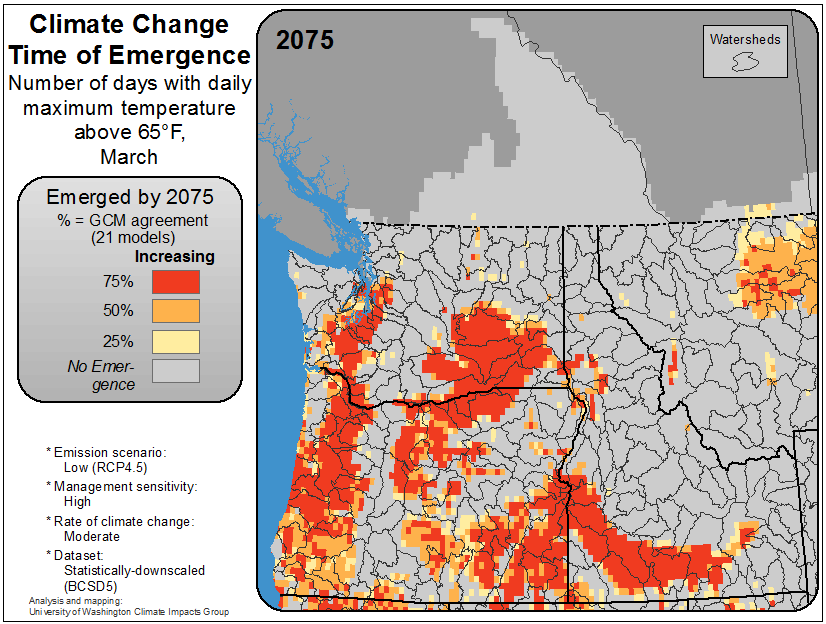 Climate Change
Time of Emergence
Number of days with daily
maximum temperature
above 65°F,
March
2075
Watersheds
Emerged by 2075
% = GCM agreement
(21 models)
Increasing
75%
50%
25%
No Emer-
gence
* Emission scenario:
Low (RCP4.5)
* Management sensitivity:
High
* Rate of climate change:
Moderate
* Dataset:
Statistically-downscaled
(BCSD5)
Analysis and mapping:
University of Washington Climate Impacts Group